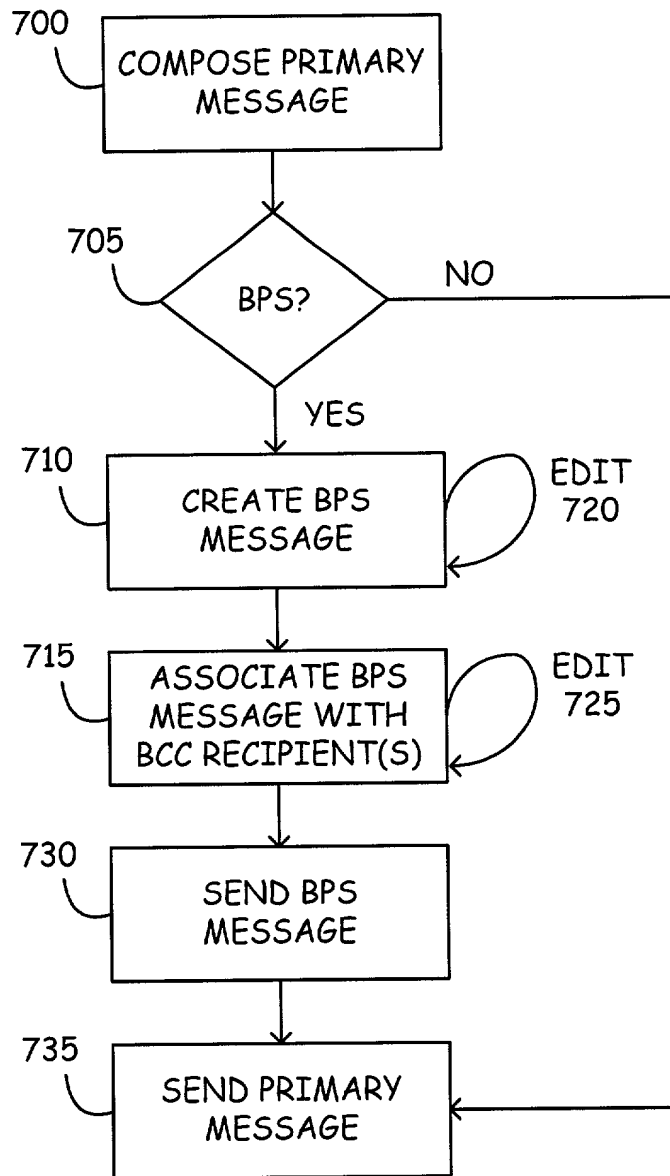 700
COMPOSE PRIMARY
MESSAGE
705
BPS?
NO
YES
710
CREATE BPS
MESSAGE
EDIT
720
715
ASSOCIATE BPS
MESSAGE WITH
BCC RECIPIENT(S)
EDIT
725
730
SEND BPS
MESSAGE
735
SEND PRIMARY
MESSAGE